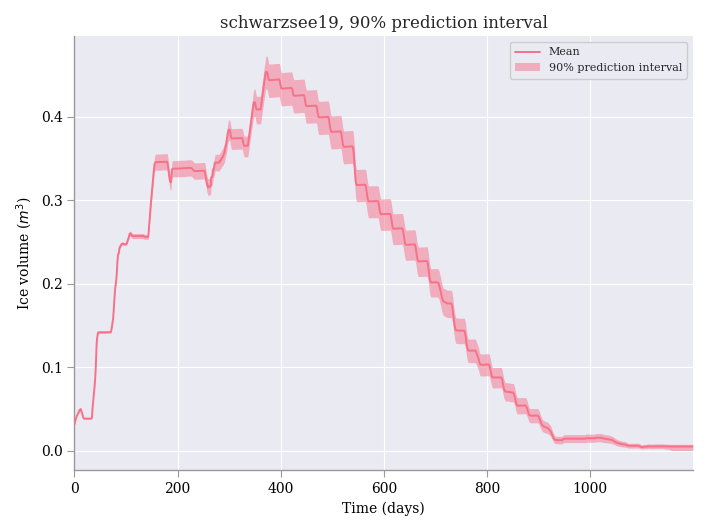 schwarzsee19, 90% prediction interval
Mean
90% prediction interval
Ice volume (m³)
0.4
0.3
0.2
0.1
0.0
0 200 400 600 800 1000
Time (days)